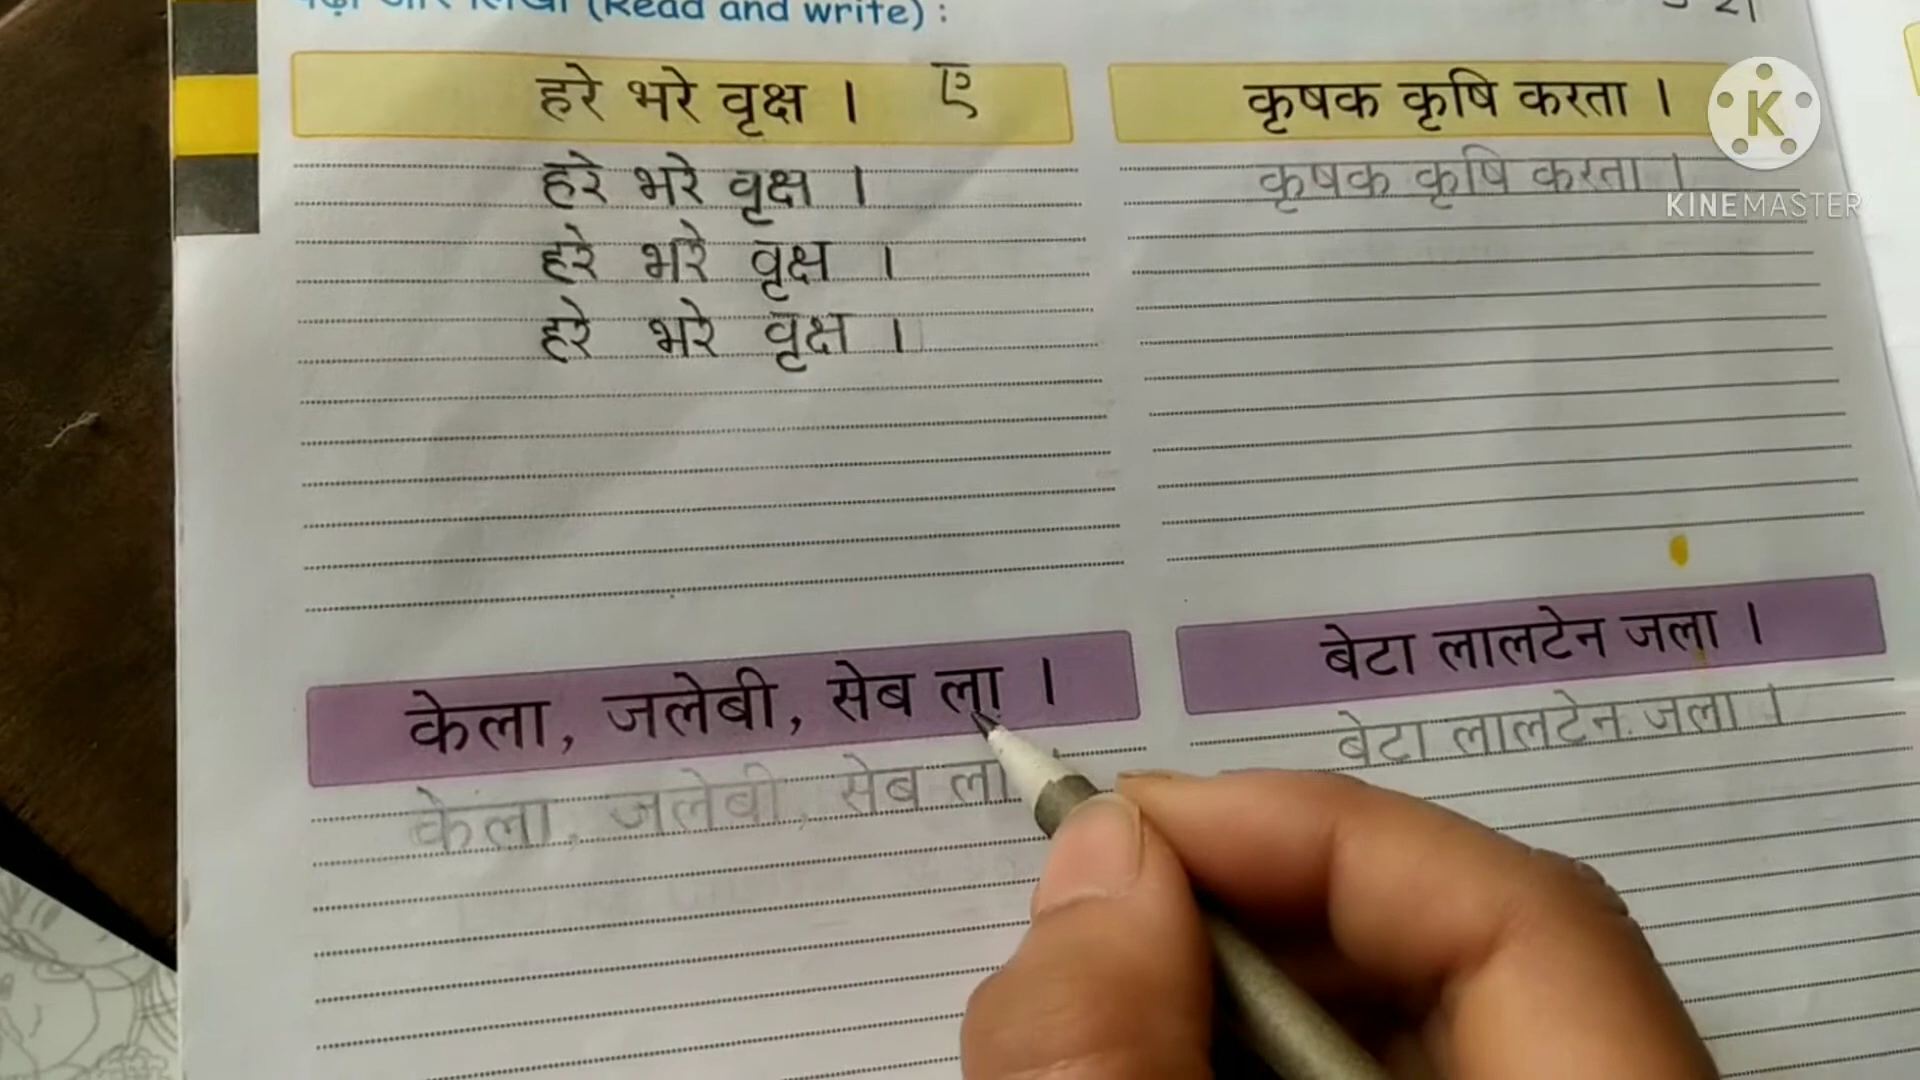 (Read and write) :
हरे भरे वृक्ष । ए
हरे भरे वृक्ष ।
हरे भरे वृक्ष ।
हरे भरे वृक्ष ।
कृषक कृषि करता ।
कृषक कृषि करता ।
K
KINEMASTER
केला, जलेबी, सेब ला ।
केला, जलेबी, सेब ला
बेटा लालटेन जला ।
बेटा लालटेन जला ।